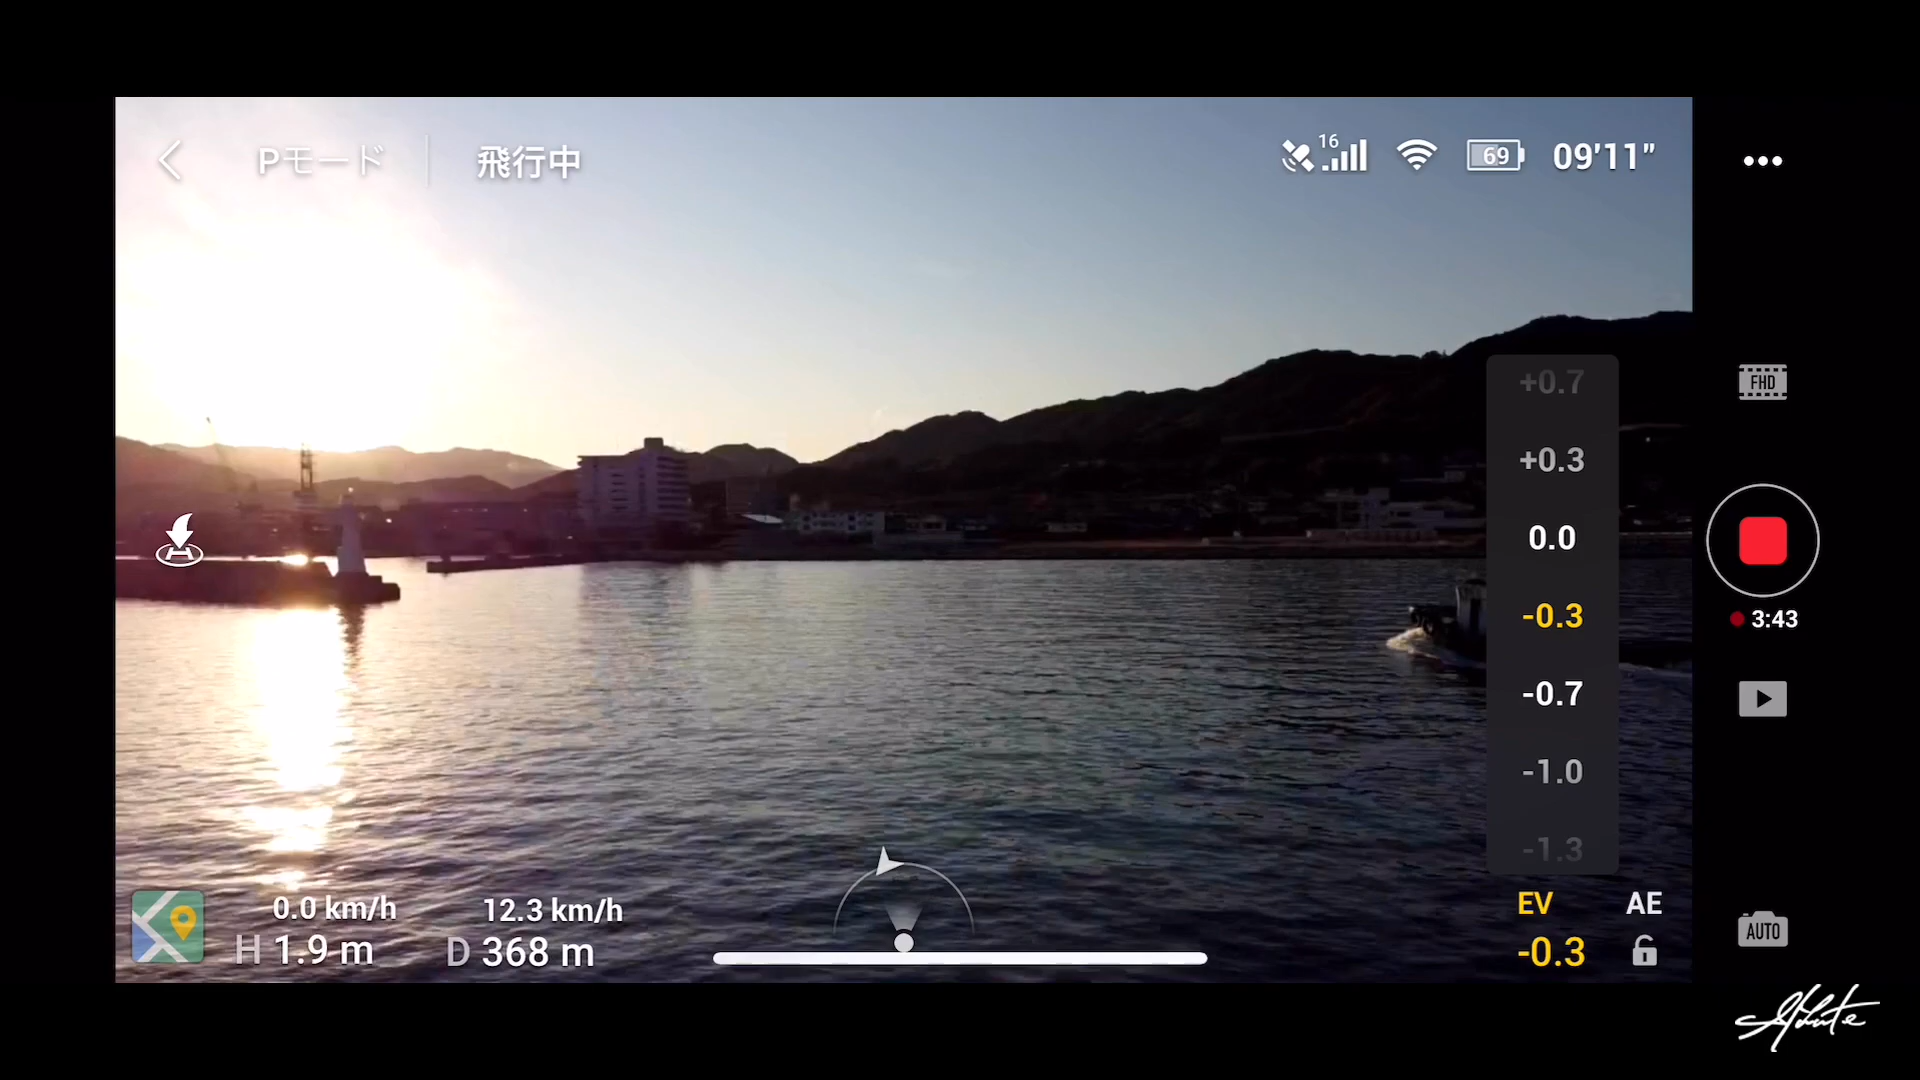 Pモード
飛行中
16
69
09'11"
FHD
+0.7
+0.3
0.0
-0.3
-0.7
-1.0
-1.3
3:43
0.0 km/h
12.3 km/h
H 1.9 m
D 368 m
EV
AE
-0.3
AUTO